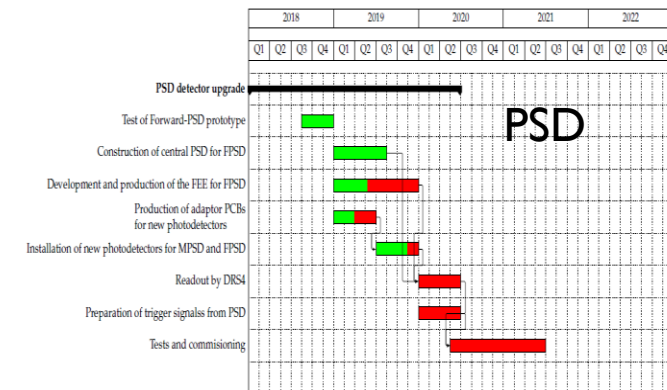 2018 2019 2020 2021 2022
Q1 Q2 Q3 Q4 Q1 Q2 Q3 Q4 Q1 Q2 Q3 Q4 Q1 Q2 Q3 Q4 Q1 Q2 Q3 Q4
PSD detector upgrade
PSD
Test of Forward-PSD prototype
Construction of central PSD for FPSD
Development and production of the FEE for FPSD
Production of adaptor PCBs
for new photodetectors
Installation of new photodetectors for MPSD and FPSD
Readout by DRS4
Preparation of trigger signalss from PSD
Tests and commisioning